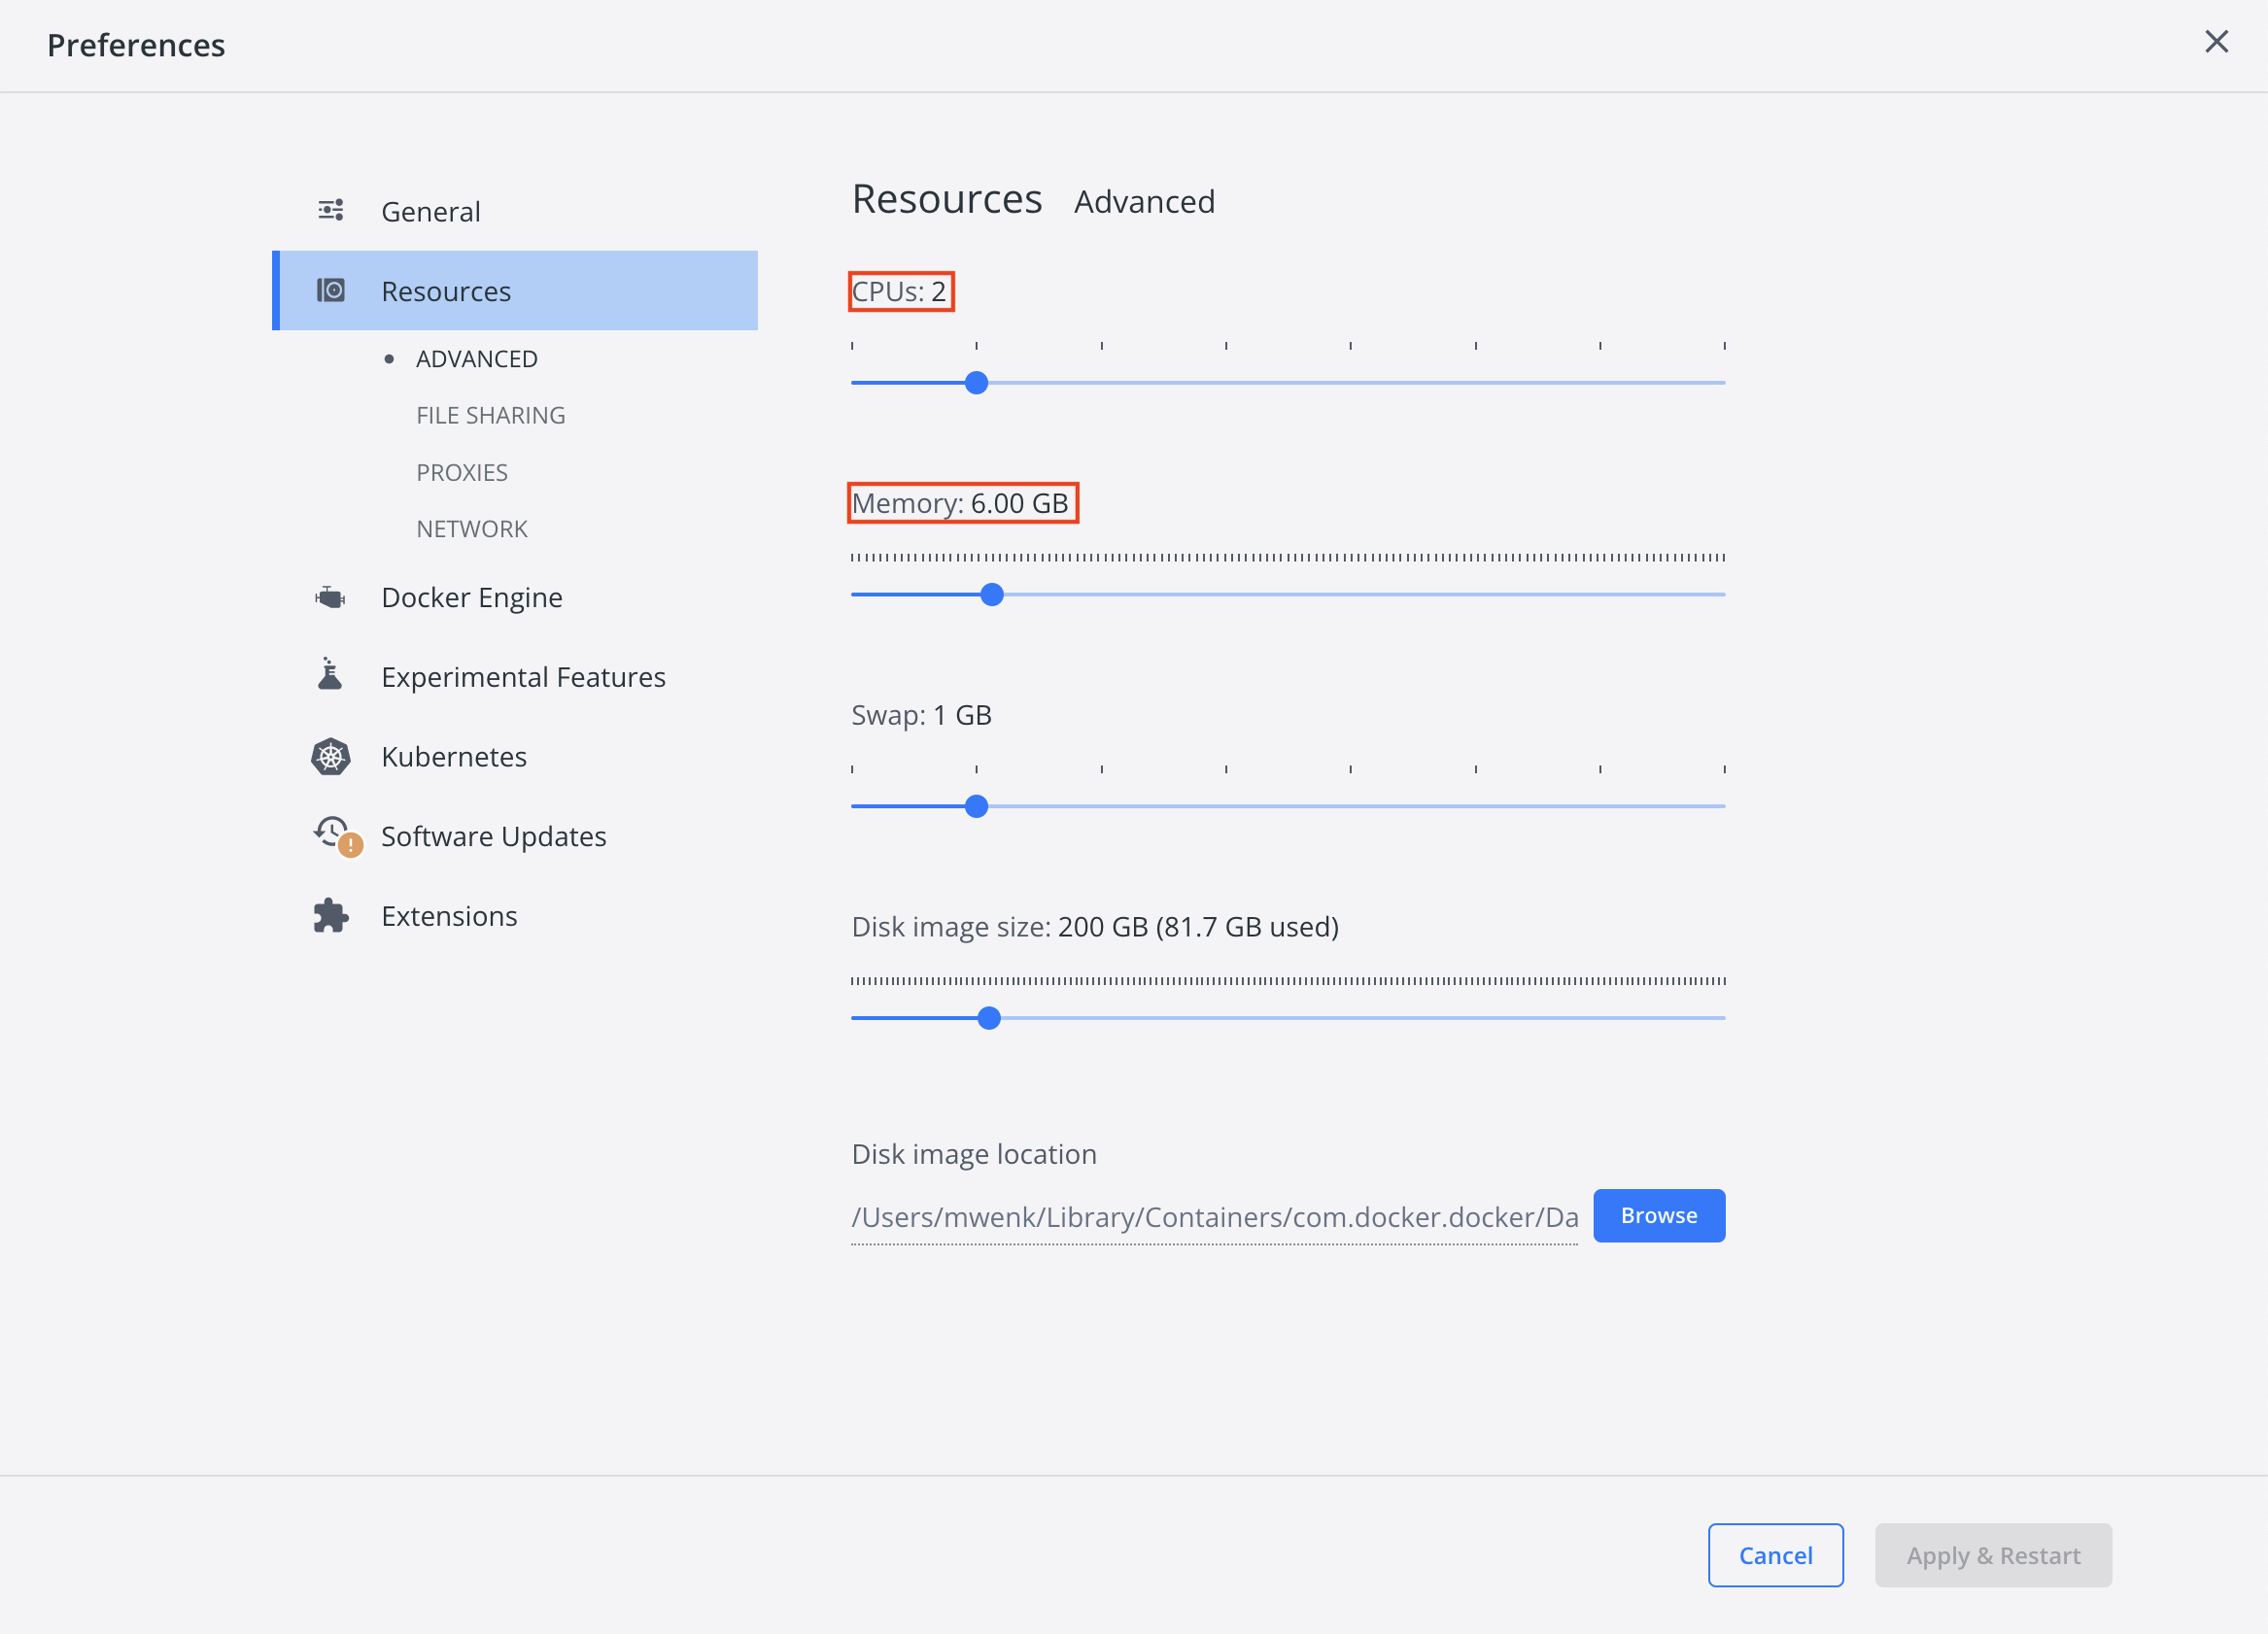 Preferences
General
Resources
ADVANCED
FILE SHARING
PROXIES
NETWORK
Docker Engine
Experimental Features
Kubernetes
Software Updates
Extensions
Resources Advanced
CPUs: 2
Memory: 6.00 GB
Swap: 1 GB
Disk image size: 200 GB (81.7 GB used)
Disk image location
/Users/mwenk/Library/Containers/com.docker.docker/Da
Browse
Cancel
Apply & Restart